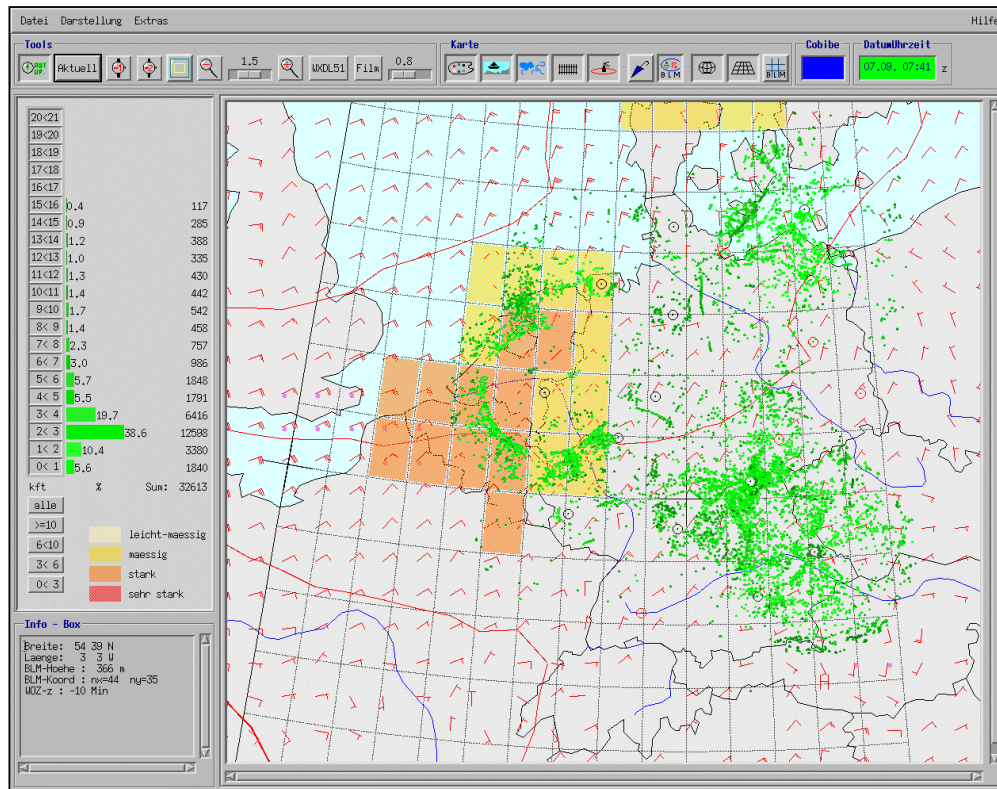 Datei Darstellung Extras Hilfe
Tools Karte Cobibe DatumUhrzeit
AUT UP. Aktuell -1 1.5 WXDL51 Film 0.8 BLM BLM 07.09. 07:41 z
20<21
19<20
18<19
17<18
16<17
15<16 0.4 117
14<15 0.9 285
13<14 1.2 388
12<13 1.0 335
11<12 1.3 430
10<11 1.4 442
9<10 1.7 542
8< 9 1.4 458
7< 8 2.3 757
6< 7 3.0 986
5< 6 5.7 1848
4< 5 5.5 1791
3< 4 19.7 6416
2< 3 38.6 12598
1< 2 10.4 3380
0< 1 5.6 1840
kft % Sum: 32613
alle
>=10
6<10
3< 6
0< 3
leicht-maessig
maessig
stark
sehr stark
Info - Box
Breite: 54 39 N
Laenge: 3 3 W
BLM-Hoehe : 366 m
BLM-Koord : nx=44 ny=35
WOZ-z : -10 Min